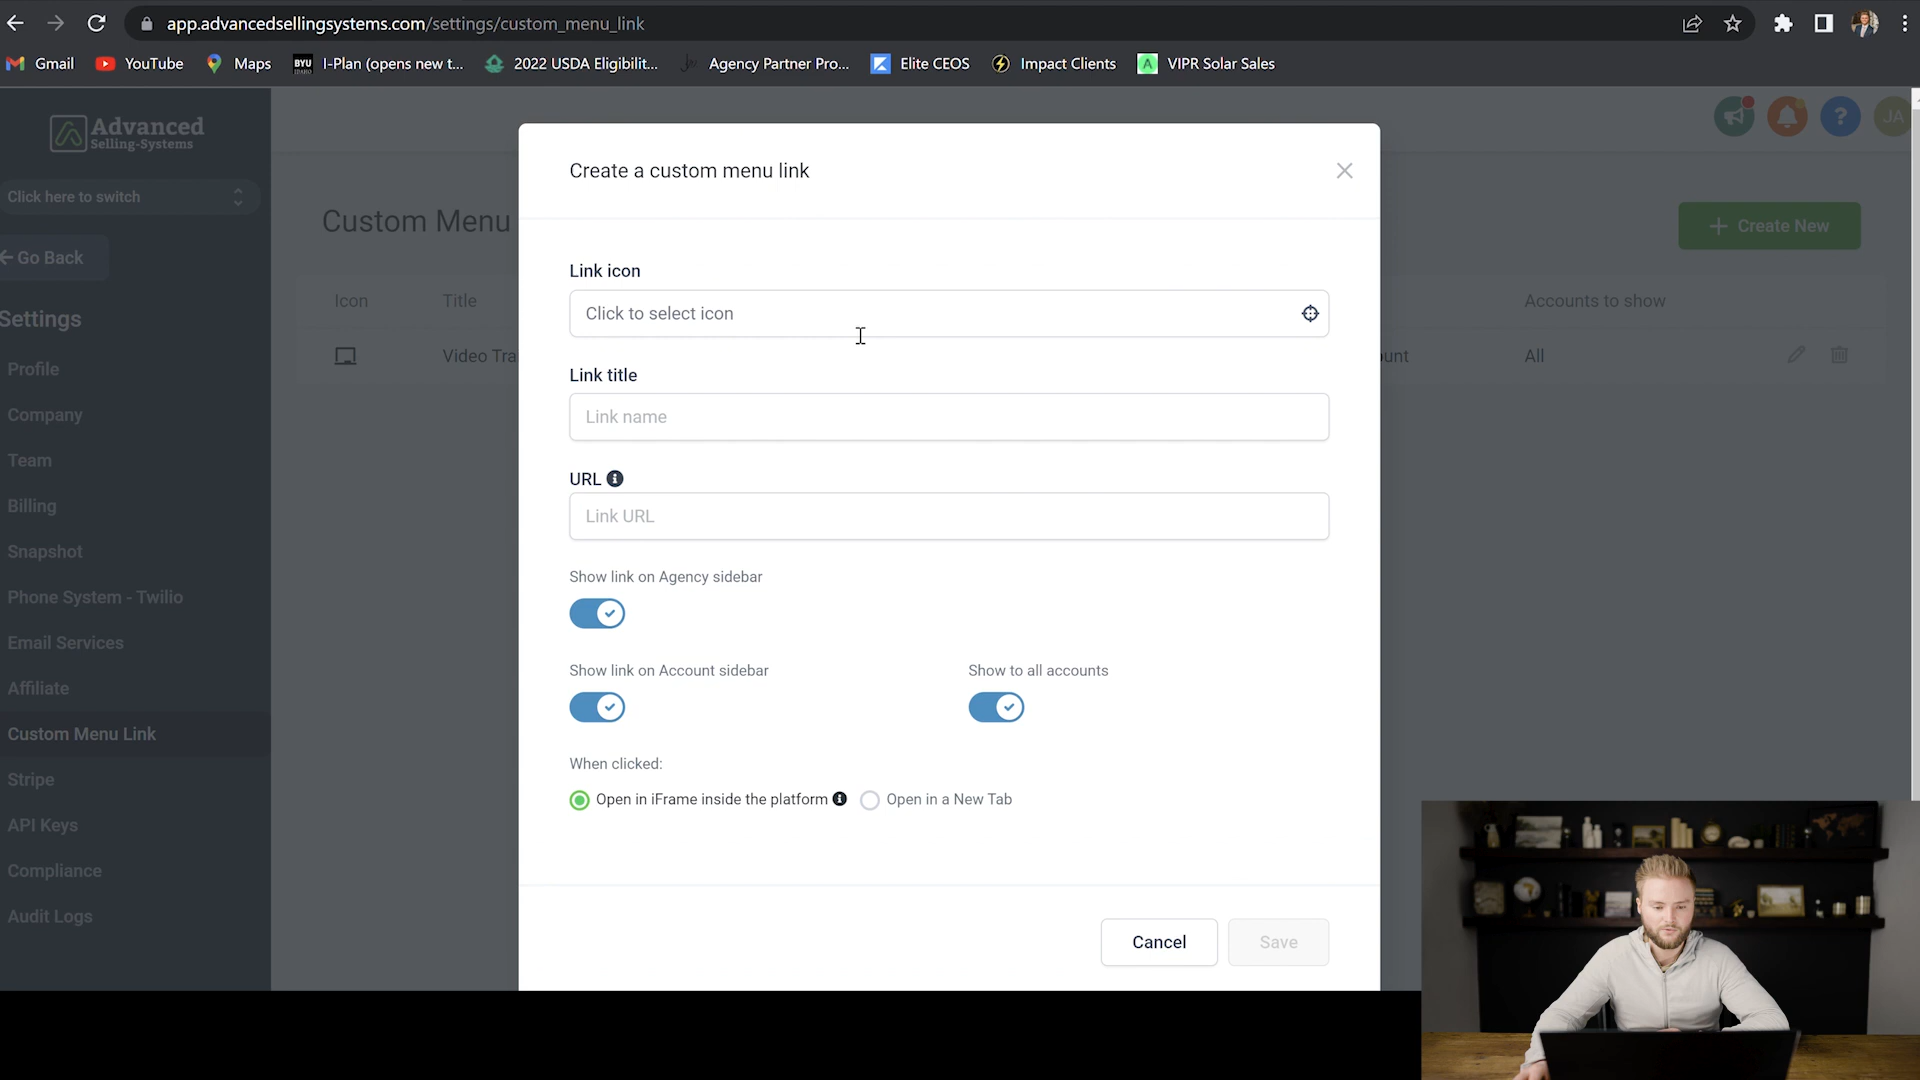 app.advancedsellingsystems.com/settings/custom_menu_link
Gmail
YouTube
Maps
BYU
IDAHO
I-Plan (opens new t...
2022 USDA Eligibilit...
Agency Partner Pro...
Elite CEOS
Impact Clients
A
VIPR Solar Sales
Advanced
Selling-Systems
Click here to switch
Go Back
Settings
Profile
Company
Team
Billing
Snapshot
Phone System - Twilio
Email Services
Affiliate
Custom Menu Link
Stripe
API Keys
Compliance
Audit Logs
?
JA
Custom Menu
+ Create New
Icon
Title
Accounts to show
Video Tra
unt
All
Create a custom menu link
Link icon
Click to select icon
Link title
Link name
URL
Link URL
Show link on Agency sidebar
Show link on Account sidebar
Show to all accounts
When clicked:
Open in iFrame inside the platform
Open in a New Tab
Cancel
Save